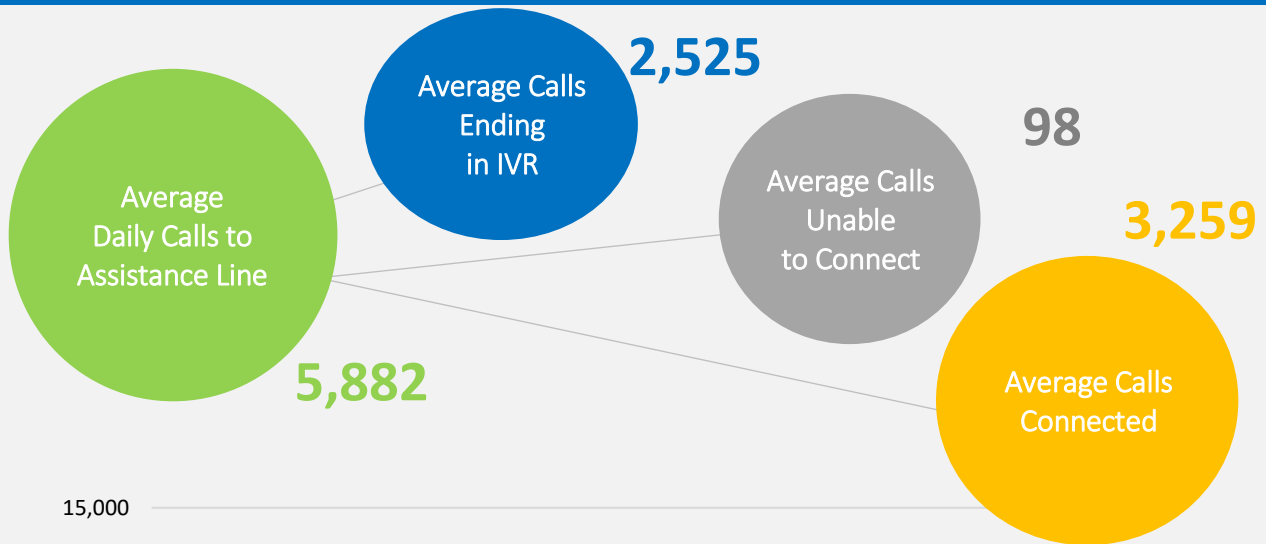 Average
Daily Calls to
Assistance Line
5,882
Average Calls
Ending
in IVR
2,525
Average Calls
Unable
to Connect
98
Average Calls
Connected
3,259
15,000